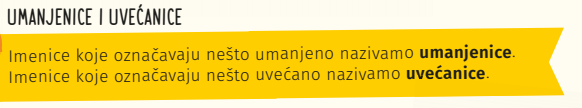 UMANJENICE I UVEĆANICE
Imenice koje označavaju nešto umanjeno nazivamo umanjenice.
Imenice koje označavaju nešto uvećano nazivamo uvećanice.